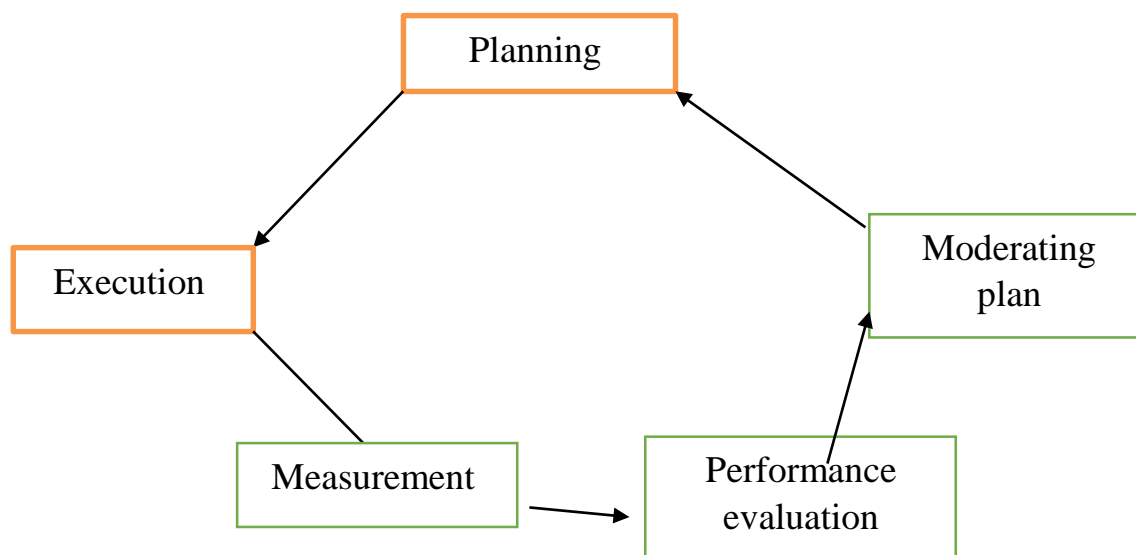 Planning
Execution
Measurement
Performance
evaluation
Moderating
plan